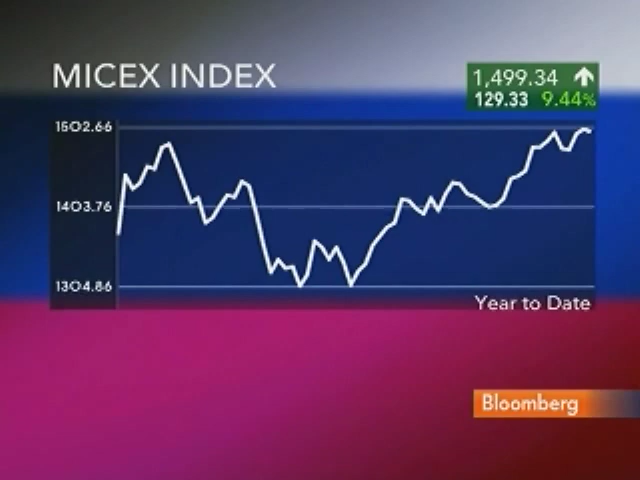 MICEX INDEX
1,499.34
129.33 9.44%
1502.66
1403.76
1304.86
Year to Date
Bloomberg